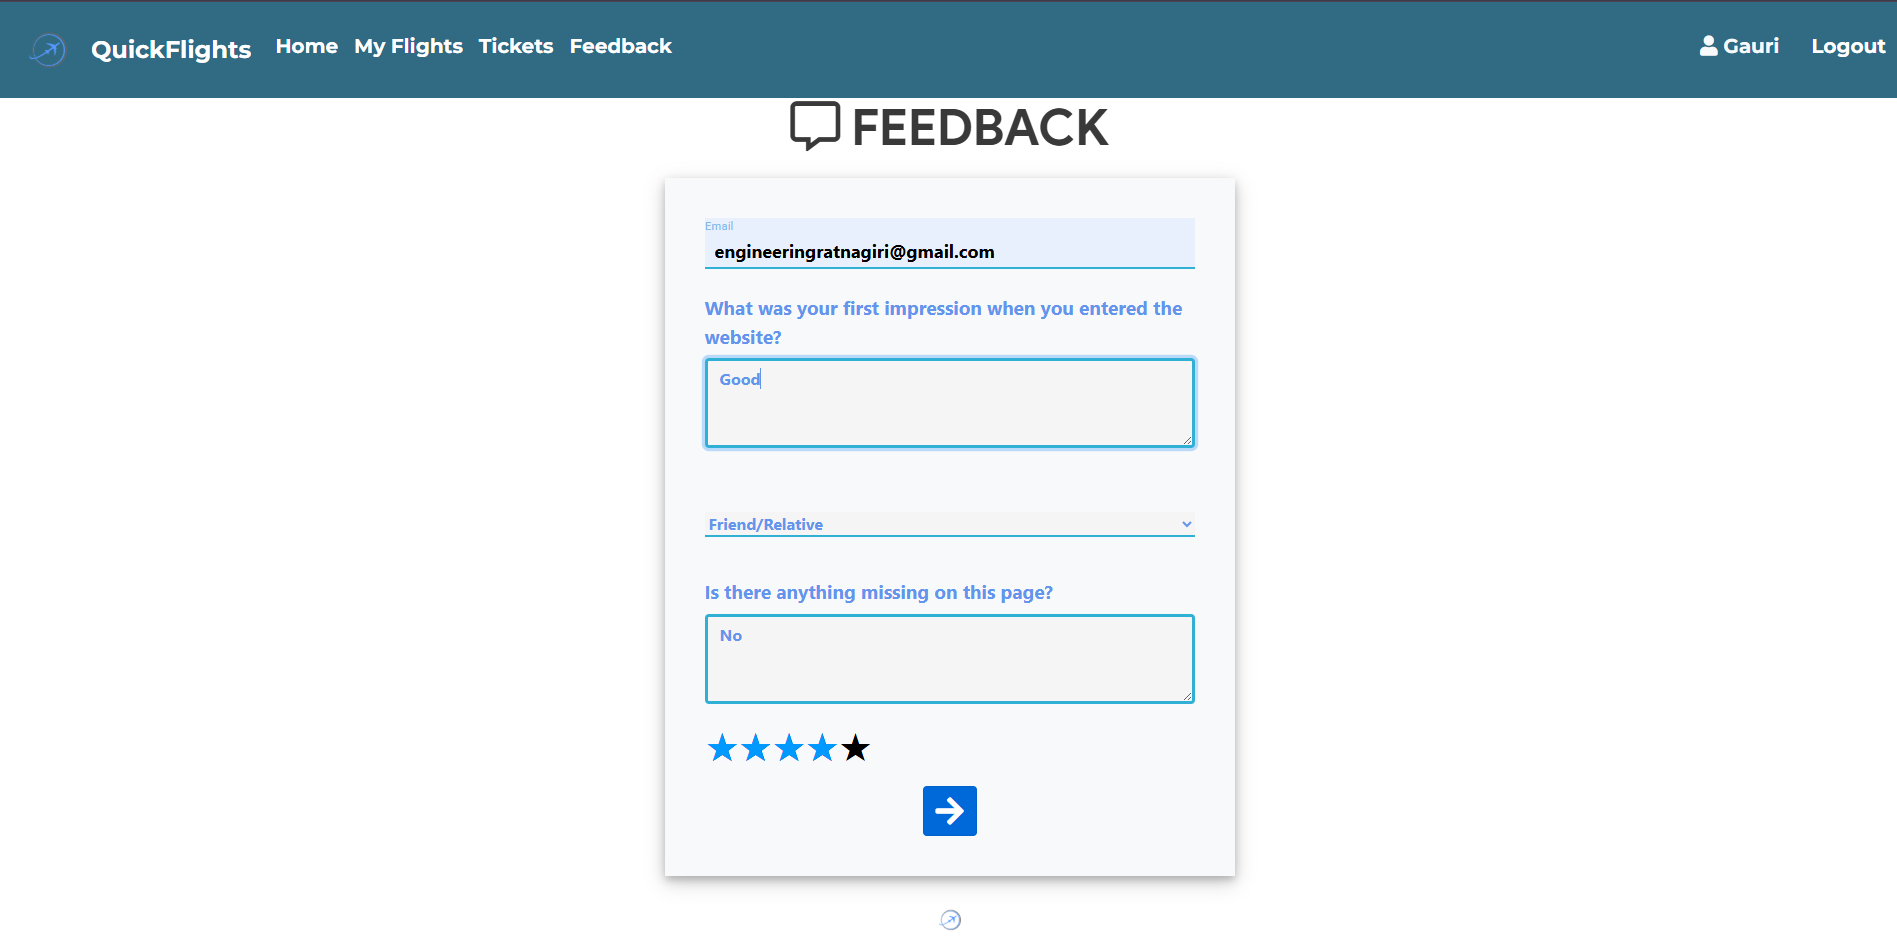 QuickFlights Home My Flights Tickets Feedback Gauri Logout
FEEDBACK
Email
engineeringratnagiri@gmail.com
What was your first impression when you entered the
website?
Good
Friend/Relative
Is there anything missing on this page?
No